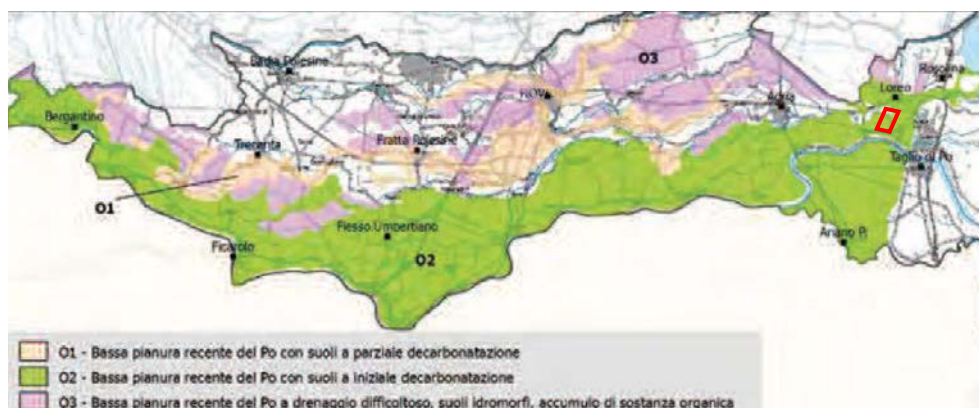 Badia Polesine
O3
Rosolina
Loreo
Bergantino
ROVIGO
Adria
Trecenta
Fratta Polesine
Taglio di Po
O1
Fiesso Umbertiano
Ficarolo
O2
Ariano P.
O1 - Bassa pianura recente del Po con suoli a parziale decarbonatazione
O2 - Bassa pianura recente del Po con suoli a iniziale decarbonatazione
O3 - Bassa pianura recente del Po a drenaggio difficoltoso, suoli idromorfi, accumulo di sostanza organica